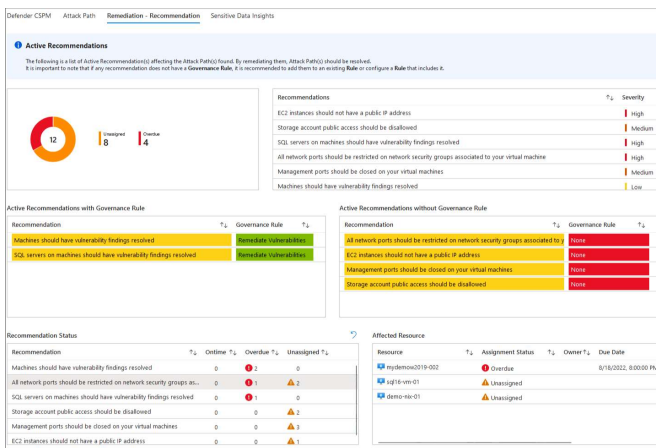 Defender CSPM Attack Path Remediation - Recommendation Sensitive Data Insights
Active Recommendations
The following is a list of Active Recommendation(s) affecting the Attack Path(s) found. By remediating them, Attack Path(s) should be resolved.
It is important to note that if any recommendation does not have a Governance Rule, it is recommended to add them to an existing Rule or configure a Rule that includes it.
12
Unassigned
8
Overdue
4
Recommendations ↑↓ Severity
EC2 instances should not have a public IP address High
Storage account public access should be disallowed Medium
SQL servers on machines should have vulnerability findings resolved High
All network ports should be restricted on network security groups associated to your virtual machine High
Management ports should be closed on your virtual machines Medium
Machines should have vulnerability findings resolved Low
Active Recommendations with Governance Rule
Recommendation ↑↓ Governance Rule ↑↓
Machines should have vulnerability findings resolved Remediate Vulnerabilities
SQL servers on machines should have vulnerability findings resolved Remediate Vulnerabilities
Active Recommendations without Governance Rule
Recommendation ↑↓ Governance Rule ↑↓
All network ports should be restricted on network security groups associated to y None
EC2 instances should not have a public IP address None
Management ports should be closed on your virtual machines None
Storage account public access should be disallowed None
Recommendation Status
Recommendation ↑↓ Ontime ↑↓ Overdue ↑↓ Unassigned ↑↓
Machines should have vulnerability findings resolved 0 2 0
All network ports should be restricted on network security groups as... 0 1 2
SQL servers on machines should have vulnerability findings resolved 0 1 0
Storage account public access should be disallowed 0 0 2
Management ports should be closed on your virtual machines 0 0 3
EC2 instances should not have a public IP address 0 0 1
Affected Resource
Resource ↑↓ Assignment Status ↑↓ Owner ↑↓ Due Date
mydemow2019-002 Overdue 8/18/2022, 8:00:00 PM
sql16-vm-01 Unassigned
demo-nix-01 Unassigned